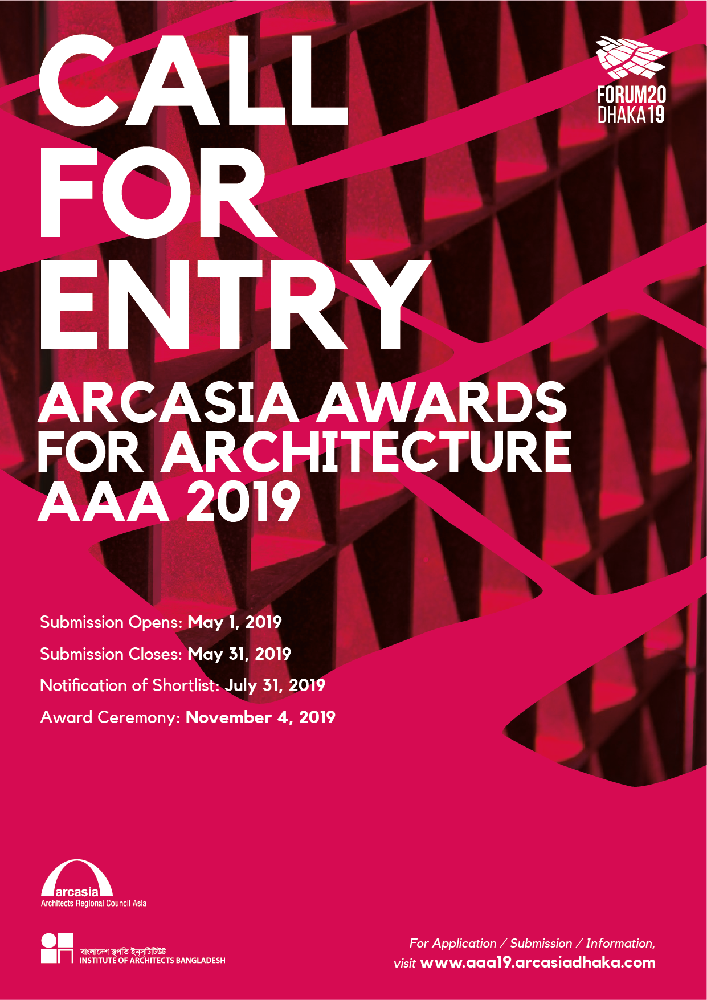 CALL
FOR
ENTRY
FORUM20
DHAKA19
ARCASIA AWARDS
FOR ARCHITECTURE
AAA 2019
Submission Opens: May 1, 2019
Submission Closes: May 31, 2019
Notification of Shortlist: July 31, 2019
Award Ceremony: November 4, 2019
arcasia
Architects Regional Council Asia
বাংলাদেশ স্থপতি ইন্‌স্‌টিটিউট
INSTITUTE OF ARCHITECTS BANGLADESH
For Application / Submission / Information,
visit www.aaa19.arcasiadhaka.com